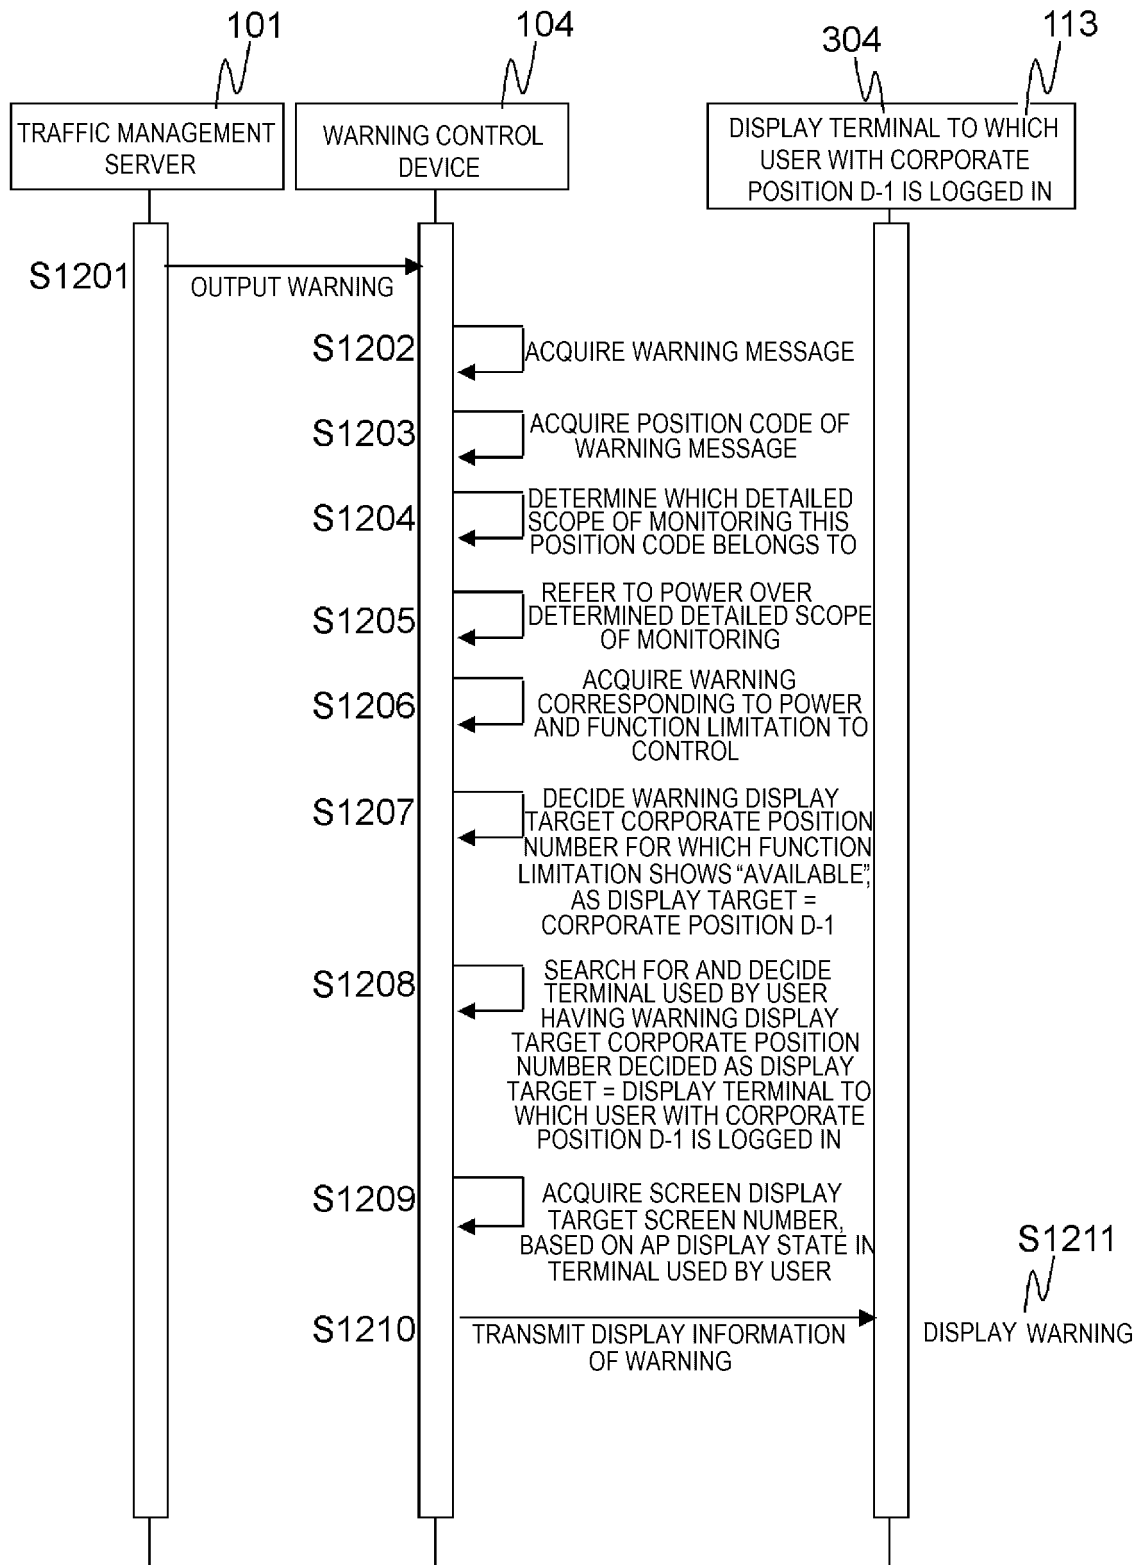 101
104
304
113
TRAFFIC MANAGEMENT
SERVER
WARNING CONTROL
DEVICE
DISPLAY TERMINAL TO WHICH
USER WITH CORPORATE
POSITION D-1 IS LOGGED IN
S1201
OUTPUT WARNING
S1202
ACQUIRE WARNING MESSAGE
S1203
ACQUIRE POSITION CODE OF
WARNING MESSAGE
S1204
DETERMINE WHICH DETAILED
SCOPE OF MONITORING THIS
POSITION CODE BELONGS TO
S1205
REFER TO POWER OVER
DETERMINED DETAILED SCOPE
OF MONITORING
S1206
ACQUIRE WARNING
CORRESPONDING TO POWER
AND FUNCTION LIMITATION TO
CONTROL
S1207
DECIDE WARNING DISPLAY
TARGET CORPORATE POSITION
NUMBER FOR WHICH FUNCTION
LIMITATION SHOWS “AVAILABLE”,
AS DISPLAY TARGET =
CORPORATE POSITION D-1
S1208
SEARCH FOR AND DECIDE
TERMINAL USED BY USER
HAVING WARNING DISPLAY
TARGET CORPORATE POSITION
NUMBER DECIDED AS DISPLAY
TARGET = DISPLAY TERMINAL TO
WHICH USER WITH CORPORATE
POSITION D-1 IS LOGGED IN
S1209
ACQUIRE SCREEN DISPLAY
TARGET SCREEN NUMBER,
BASED ON AP DISPLAY STATE IN
TERMINAL USED BY USER
S1210
TRANSMIT DISPLAY INFORMATION
OF WARNING
S1211
DISPLAY WARNING